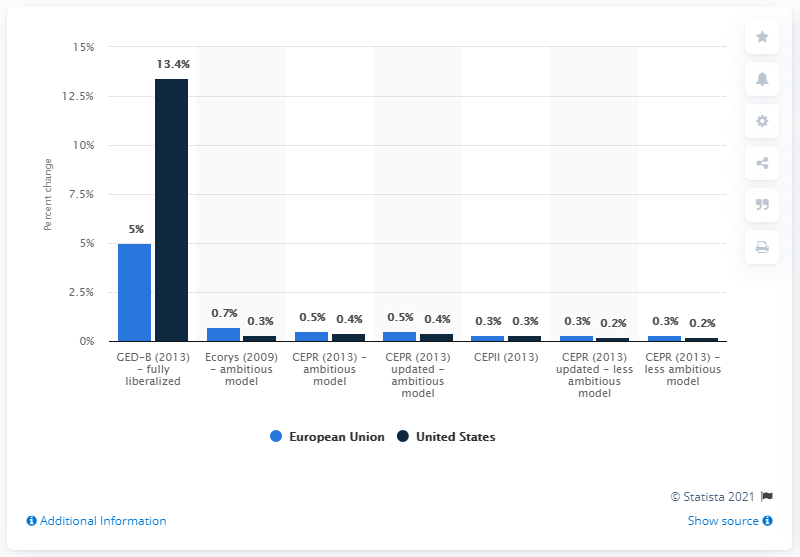 15%
12.5%
10%
7.5%
5%
2.5%
0%
Percent change
5%
13.4%
0.7%
0.3%
0.5%
0.4%
0.5%
0.4%
0.3%
0.3%
0.3%
0.2%
0.3%
0.2%
GED-B (2013)
- fully
liberalized
Ecorys (2009)
- ambitious
model
CEPR (2013) -
ambitious
model
CEPR (2013)
updated -
ambitious
model
CEPII (2013)
CEPR (2013)
updated - less
ambitious
model
CEPR (2013) -
less ambitious
model
European Union
United States
© Statista 2021
Additional Information
Show source